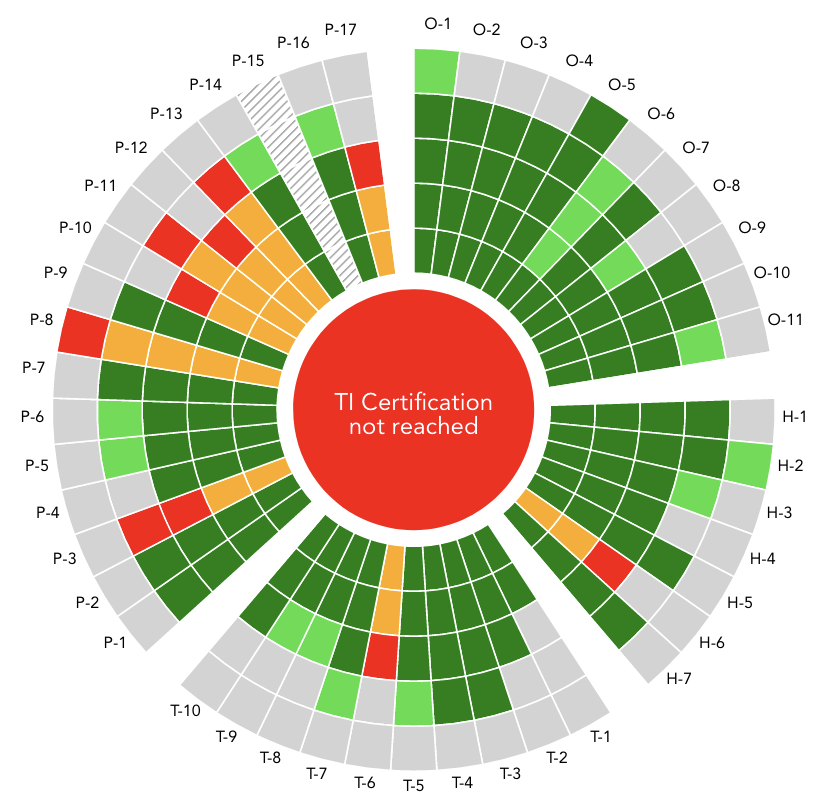 O-1
O-2
O-3
O-4
O-5
O-6
O-7
O-8
O-9
O-10
O-11
H-1
H-2
H-3
H-4
H-5
H-6
H-7
T-1
T-2
T-3
T-4
T-5
T-6
T-7
T-8
T-9
T-10
P-1
P-2
P-3
P-4
P-5
P-6
P-7
P-8
P-9
P-10
P-11
P-12
P-13
P-14
P-15
P-16
P-17
TI Certification
not reached